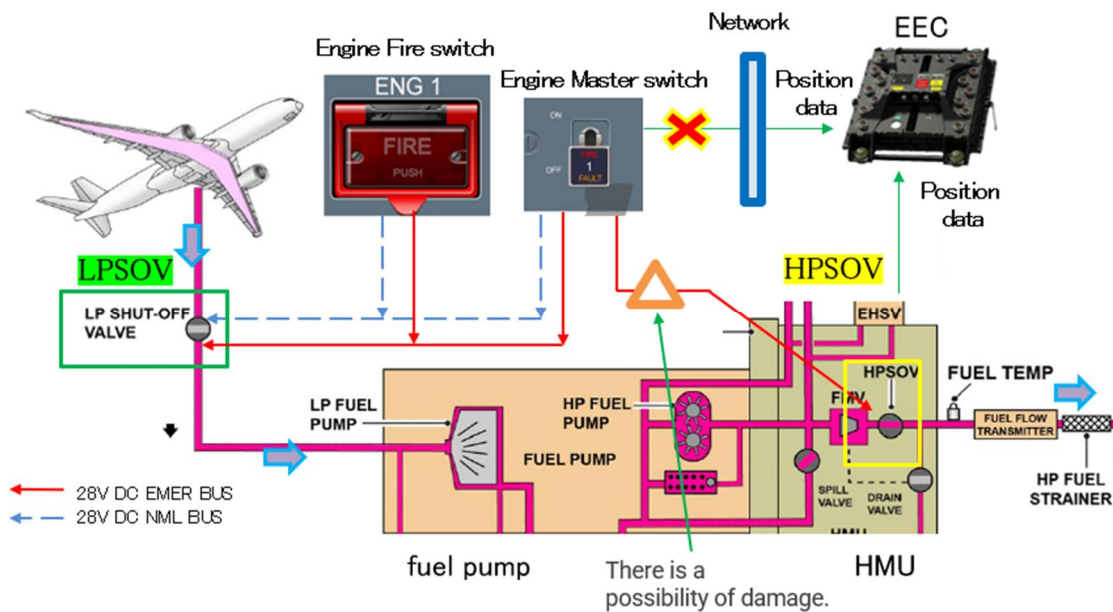 Network
EEC
Engine Fire switch
Engine Master switch
Position
data
ENG 1
FIRE
PUSH
ON
OFF
FIRE
1
FAULT
Position
data
LPSOV
HPSOV
LP SHUT-OFF
VALVE
EHSV
HPSOV
FUEL TEMP
FMV
LP FUEL
PUMP
HP FUEL
PUMP
FUEL PUMP
FUEL FLOW
TRANSMITTER
28V DC EMER BUS
28V DC NML BUS
SPILL
VALVE
DRAIN
VALVE
HP FUEL
STRAINER
HMU
fuel pump
There is a
possibility of damage.
HMU